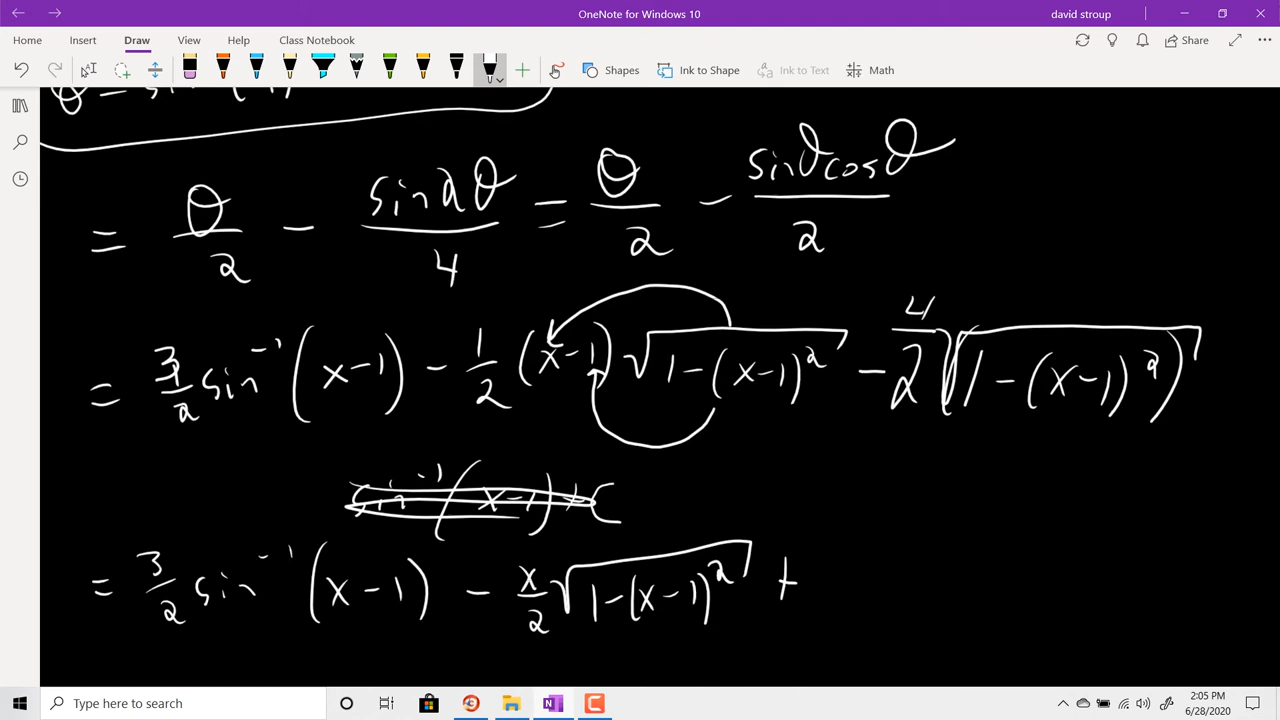 OneNote for Windows 10
david stroup
Home Insert Draw View Help Class Notebook
Share
Shapes Ink to Shape Ink to Text Math
= θ/2 - sin2θ/4 = θ/2 - sinθcosθ/2
= 3/2 sin⁻¹(x-1) - 1/2 (x-1)√(1-(x-1)²) - 4/2 √(1-(x-1)²)
sin⁻¹(x-1)+(
= 3/2 sin⁻¹(x-1) - x/2 √(1-(x-1)²) +
Type here to search
2:05 PM
6/28/2020